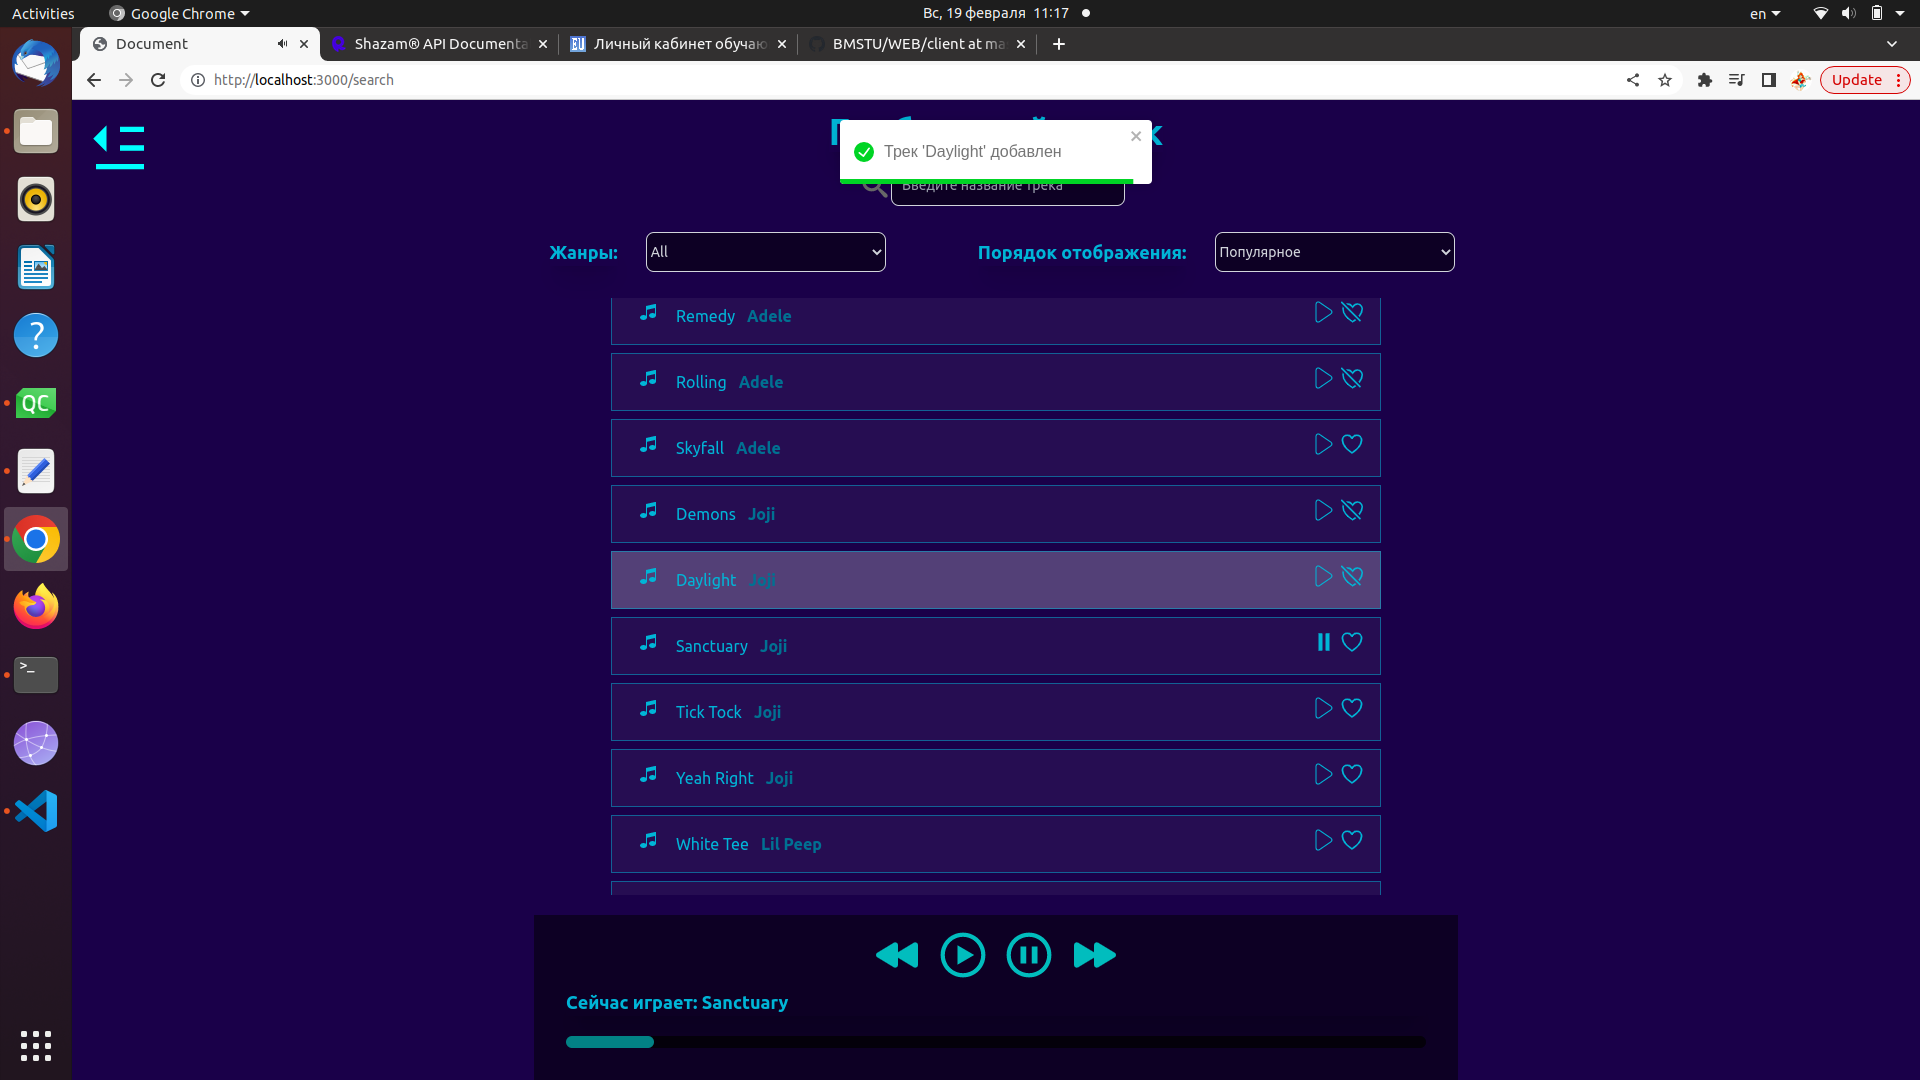 Activities
Google Chrome
Вс, 19 февраля 11:17
en
Document
Shazam® API Documenta
Личный кабинет обучаю
BMSTU/WEB/client at ma
http://localhost:3000/search
Update
Трек 'Daylight' добавлен
Введите название трека
Жанры:
All
Порядок отображения:
Популярное
Remedy Adele
Rolling Adele
Skyfall Adele
Demons Joji
Daylight Joji
Sanctuary Joji
Tick Tock Joji
Yeah Right Joji
White Tee Lil Peep
Сейчас играет: Sanctuary
QC
EU
>_
?